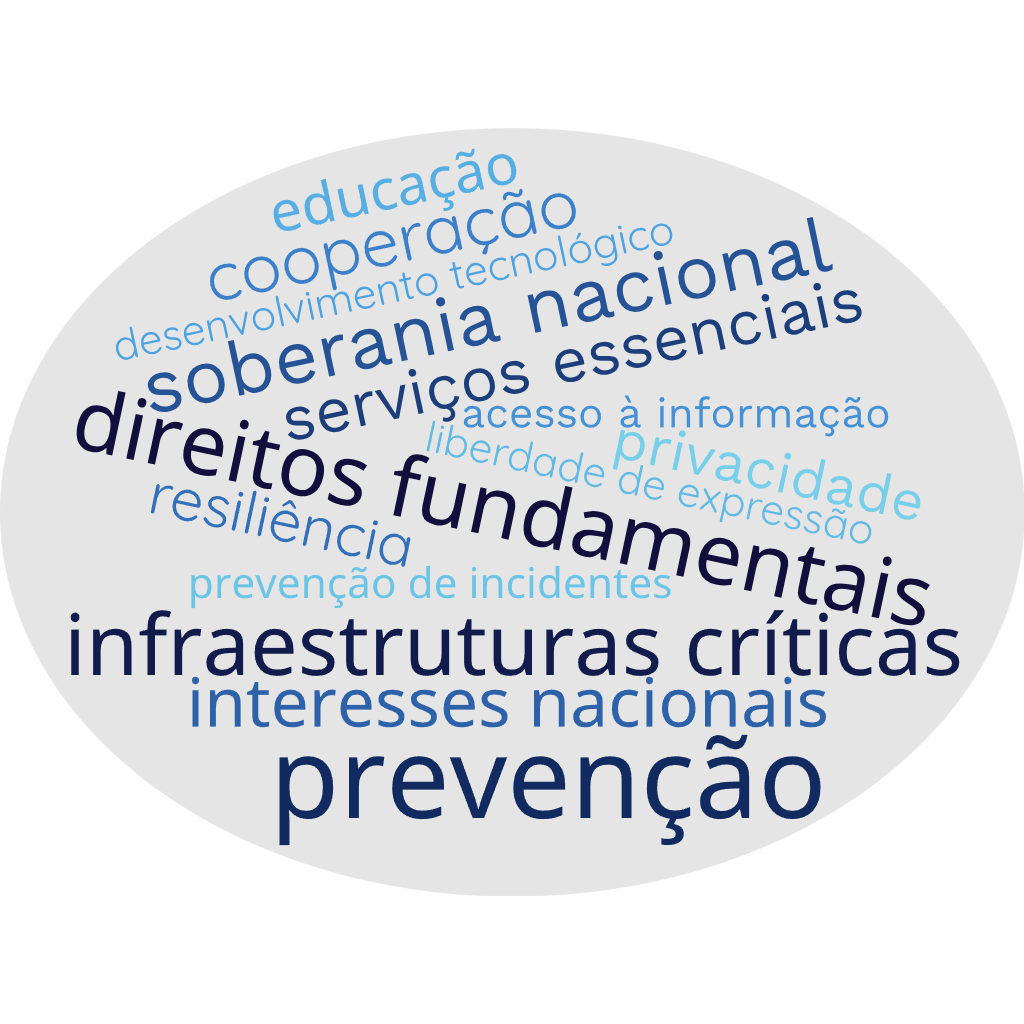 educação
cooperação
desenvolvimento tecnológico
soberania nacional
serviços essenciais
acesso à informação
direitos fundamentais
privacidade
liberdade de expressão
resiliência
prevenção de incidentes
infraestruturas críticas
interesses nacionais
prevenção